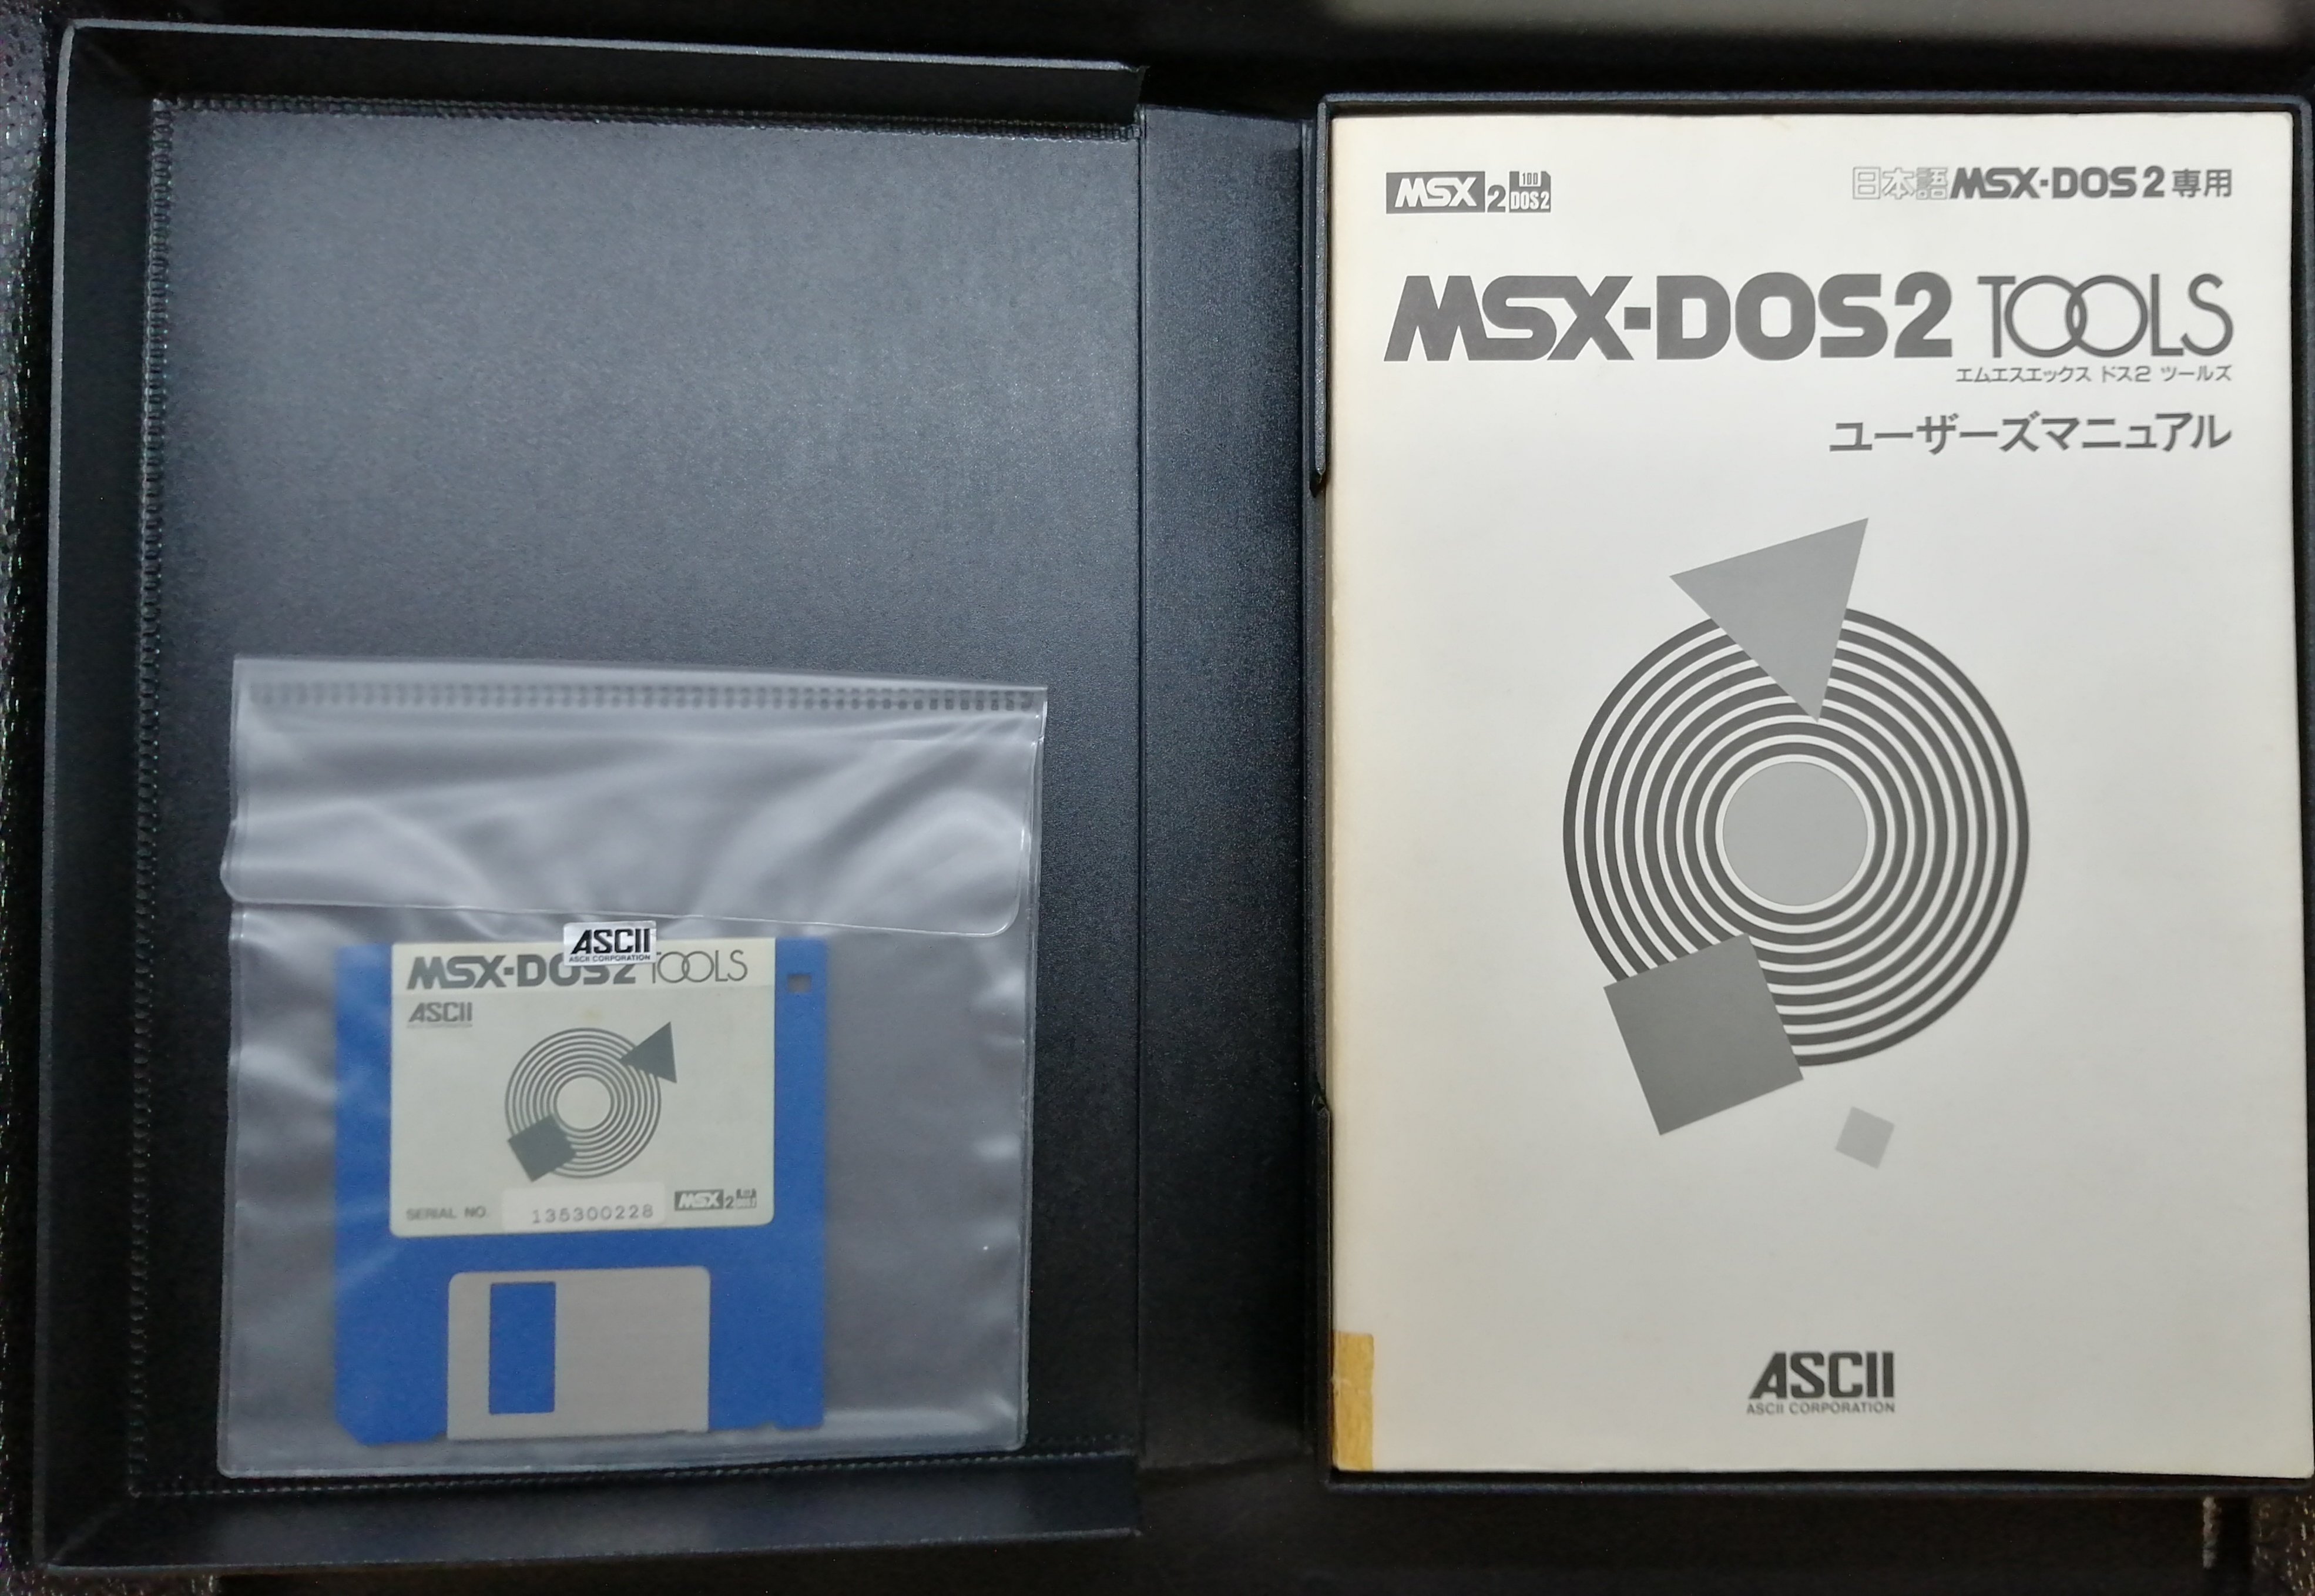 ASCII
ASCII CORPORATION
MSX-DOS2 TOOLS
ASCII
ASCII CORPORATION
SERIAL NO.
135300228
MSX 2
MSX 2 100 DOS2
日本語MSX-DOS2専用
MSX-DOS2 TOOLS
エムエスエックス ドス2 ツールズ
ユーザーズマニュアル
ASCII
ASCII CORPORATION